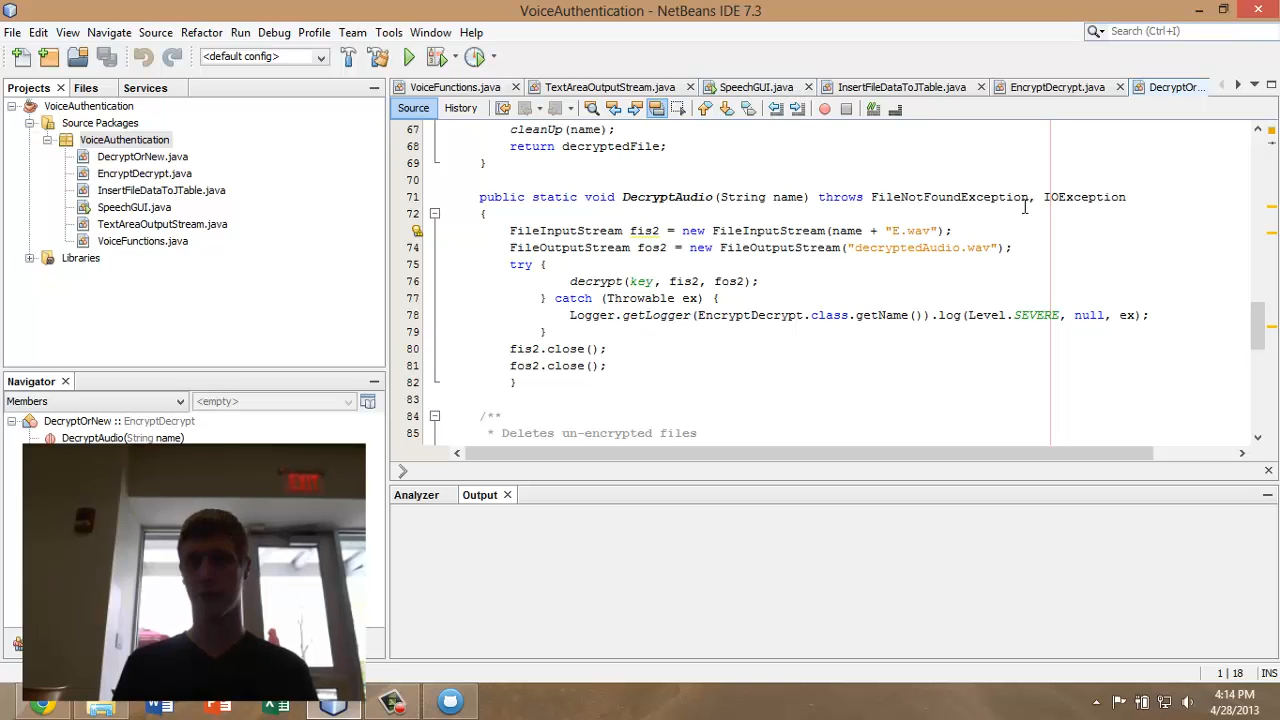 VoiceAuthentication - NetBeans IDE 7.3
File Edit View Navigate Source Refactor Run Debug Profile Team Tools Window Help
Search (Ctrl+I)
<default config>
Projects Files Services
VoiceFunctions.java TextAreaOutputStream.java SpeechGUI.java InsertFileDataToJTable.java EncryptDecrypt.java DecryptOr...
Source History
VoiceAuthentication
Source Packages
VoiceAuthentication
DecryptOrNew.java
EncryptDecrypt.java
InsertFileDataToJTable.java
SpeechGUI.java
TextAreaOutputStream.java
VoiceFunctions.java
Libraries
67 cleanUp(name);
68 return decryptedFile;
69 }
70
71 public static void DecryptAudio(String name) throws FileNotFoundException, IOException
72 {
FileInputStream fis2 = new FileInputStream(name + "E.wav");
74 FileOutputStream fos2 = new FileOutputStream("decryptedAudio.wav");
75 try {
76 decrypt(key, fis2, fos2);
77 } catch (Throwable ex) {
78 Logger.getLogger(EncryptDecrypt.class.getName()).log(Level.SEVERE, null, ex);
79 }
80 fis2.close();
81 fos2.close();
82 }
83
84 /**
85 * Deletes un-encrypted files
Navigator
Members <empty>
DecryptOrNew :: EncryptDecrypt
DecryptAudio(String name)
Analyzer Output
EXIT
1 | 18 INS
4:14 PM
4/28/2013